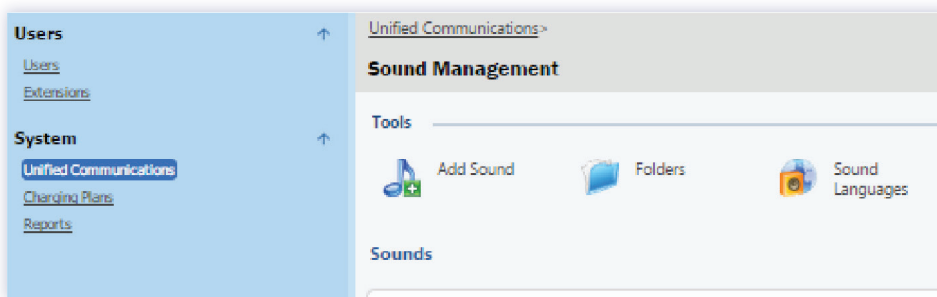 Users
Users
Extensions
System
Unified Communications
Charging Plans
Reports
Unified Communications>
Sound Management
Tools
Add Sound
Folders
Sound
Languages
Sounds